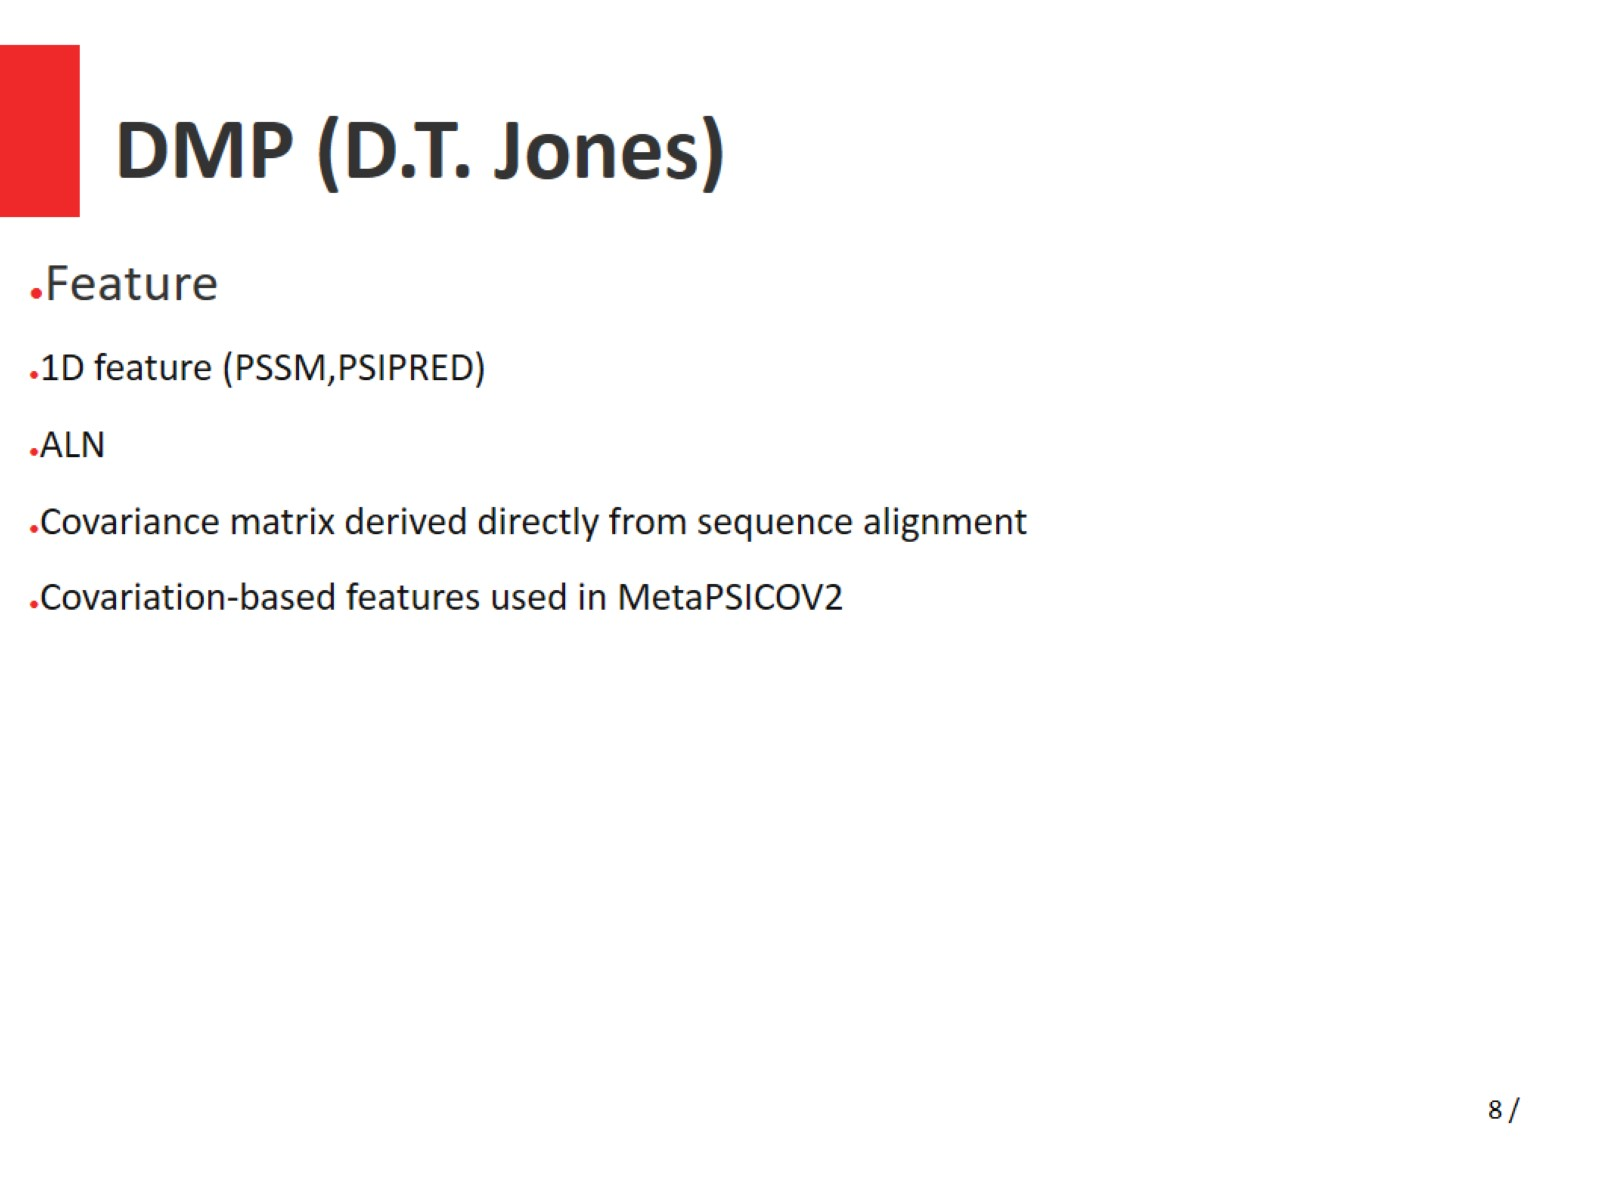 DMP (D.T. Jones)
•Feature
•1D feature (PSSM,PSIPRED)
•ALN
•Covariance matrix derived directly from sequence alignment
•Covariation-based features used in MetaPSICOV2
8 /